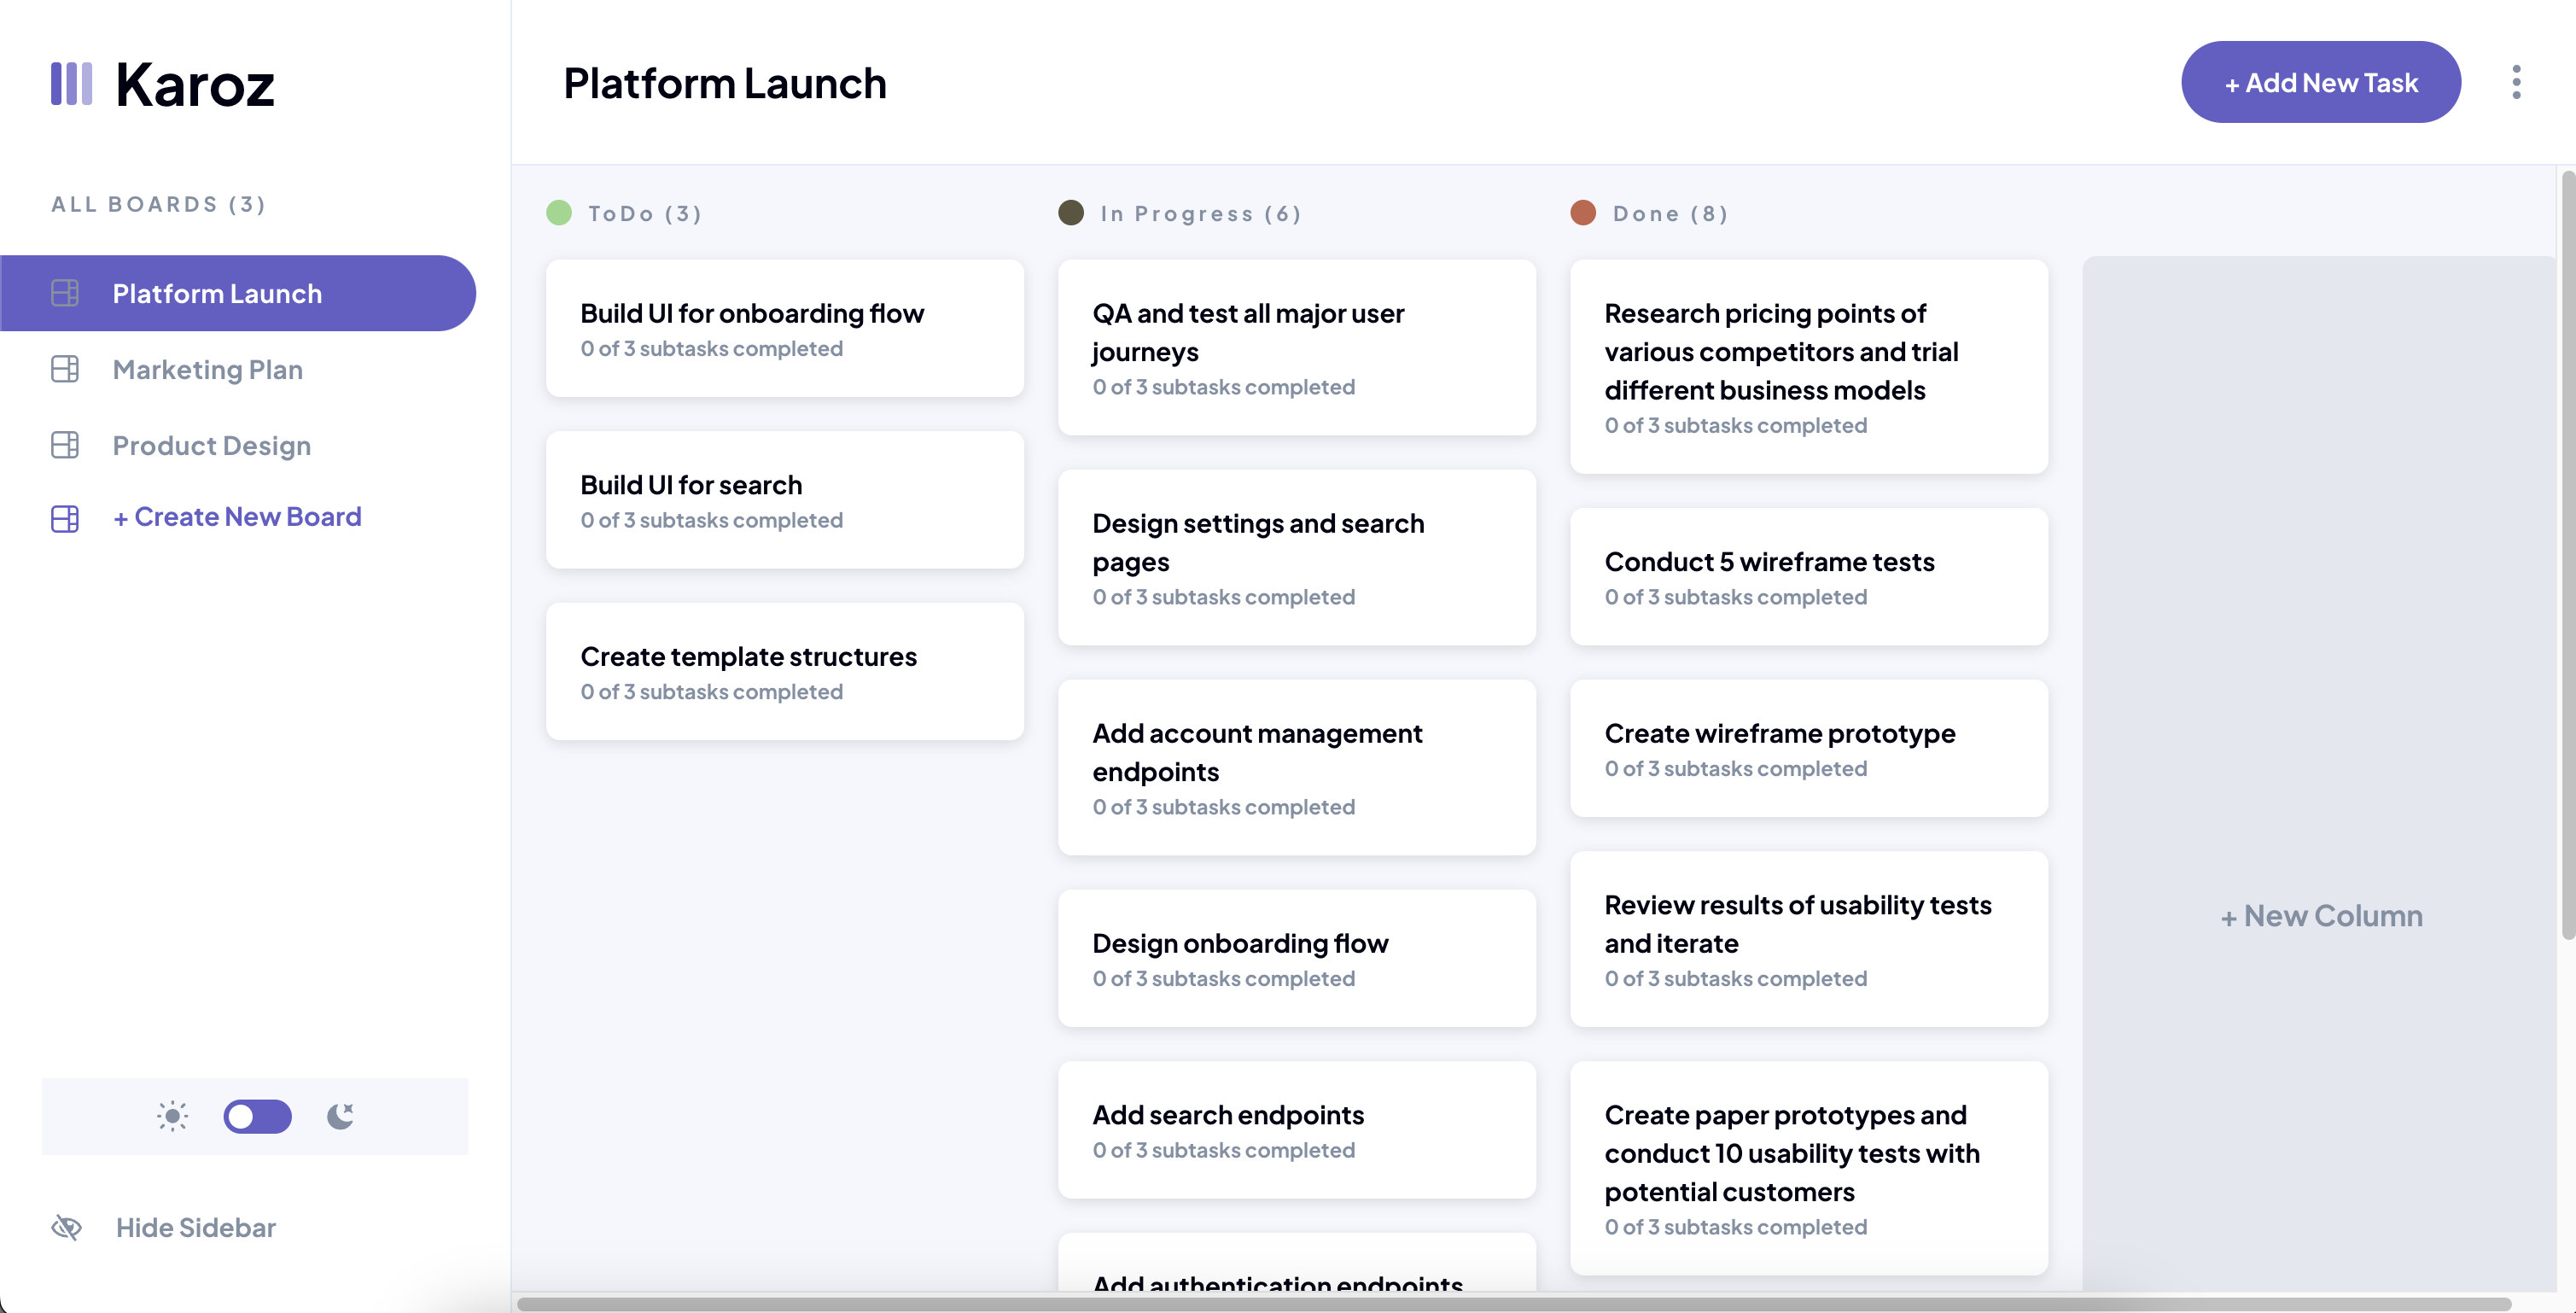 Karoz
ALL BOARDS (3)
Platform Launch
Marketing Plan
Product Design
+ Create New Board
Hide Sidebar
Platform Launch
+ Add New Task
ToDo (3)
Build UI for onboarding flow
0 of 3 subtasks completed
Build UI for search
0 of 3 subtasks completed
Create template structures
0 of 3 subtasks completed
In Progress (6)
QA and test all major user
journeys
0 of 3 subtasks completed
Design settings and search
pages
0 of 3 subtasks completed
Add account management
endpoints
0 of 3 subtasks completed
Design onboarding flow
0 of 3 subtasks completed
Add search endpoints
0 of 3 subtasks completed
Add authentication endpoints
Done (8)
Research pricing points of
various competitors and trial
different business models
0 of 3 subtasks completed
Conduct 5 wireframe tests
0 of 3 subtasks completed
Create wireframe prototype
0 of 3 subtasks completed
Review results of usability tests
and iterate
0 of 3 subtasks completed
Create paper prototypes and
conduct 10 usability tests with
potential customers
0 of 3 subtasks completed
+ New Column